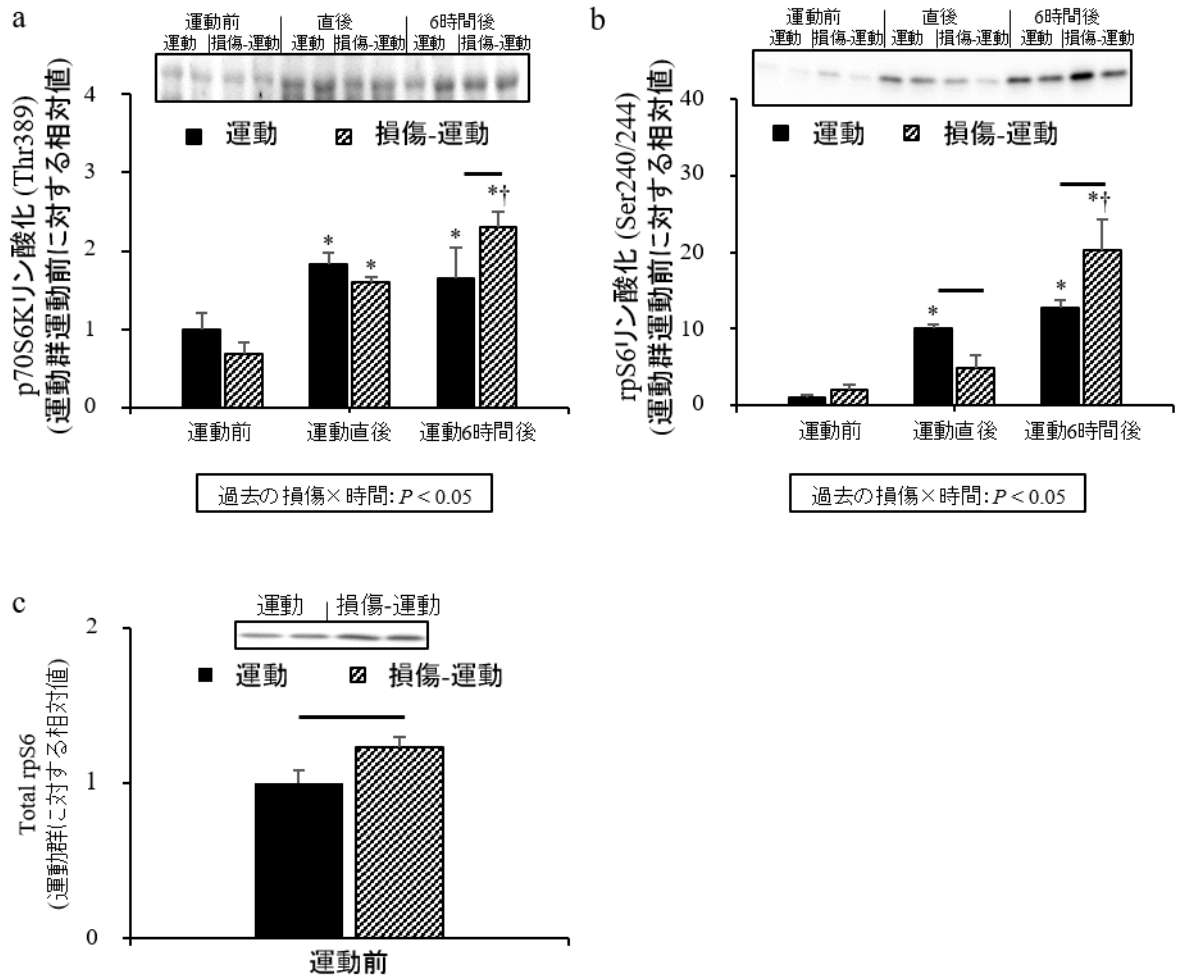 a
運動前 直後 6時間後
運動 損傷-運動 運動 損傷-運動 運動 損傷-運動
p70S6Kリン酸化 (Thr389)
(運動群運動前に対する相対値)
4
3
2
1
0
運動 損傷-運動
* * * *†
運動前 運動直後 運動6時間後
過去の損傷×時間: P < 0.05
b
運動前 直後 6時間後
運動 損傷-運動 運動 損傷-運動 運動 損傷-運動
rpS6リン酸化 (Ser240/244)
(運動群運動前に対する相対値)
40
30
20
10
0
運動 損傷-運動
* * *†
運動前 運動直後 運動6時間後
過去の損傷×時間: P < 0.05
c
運動 損傷-運動
Total rpS6
(運動群に対する相対値)
2
1
0
運動 損傷-運動
運動前